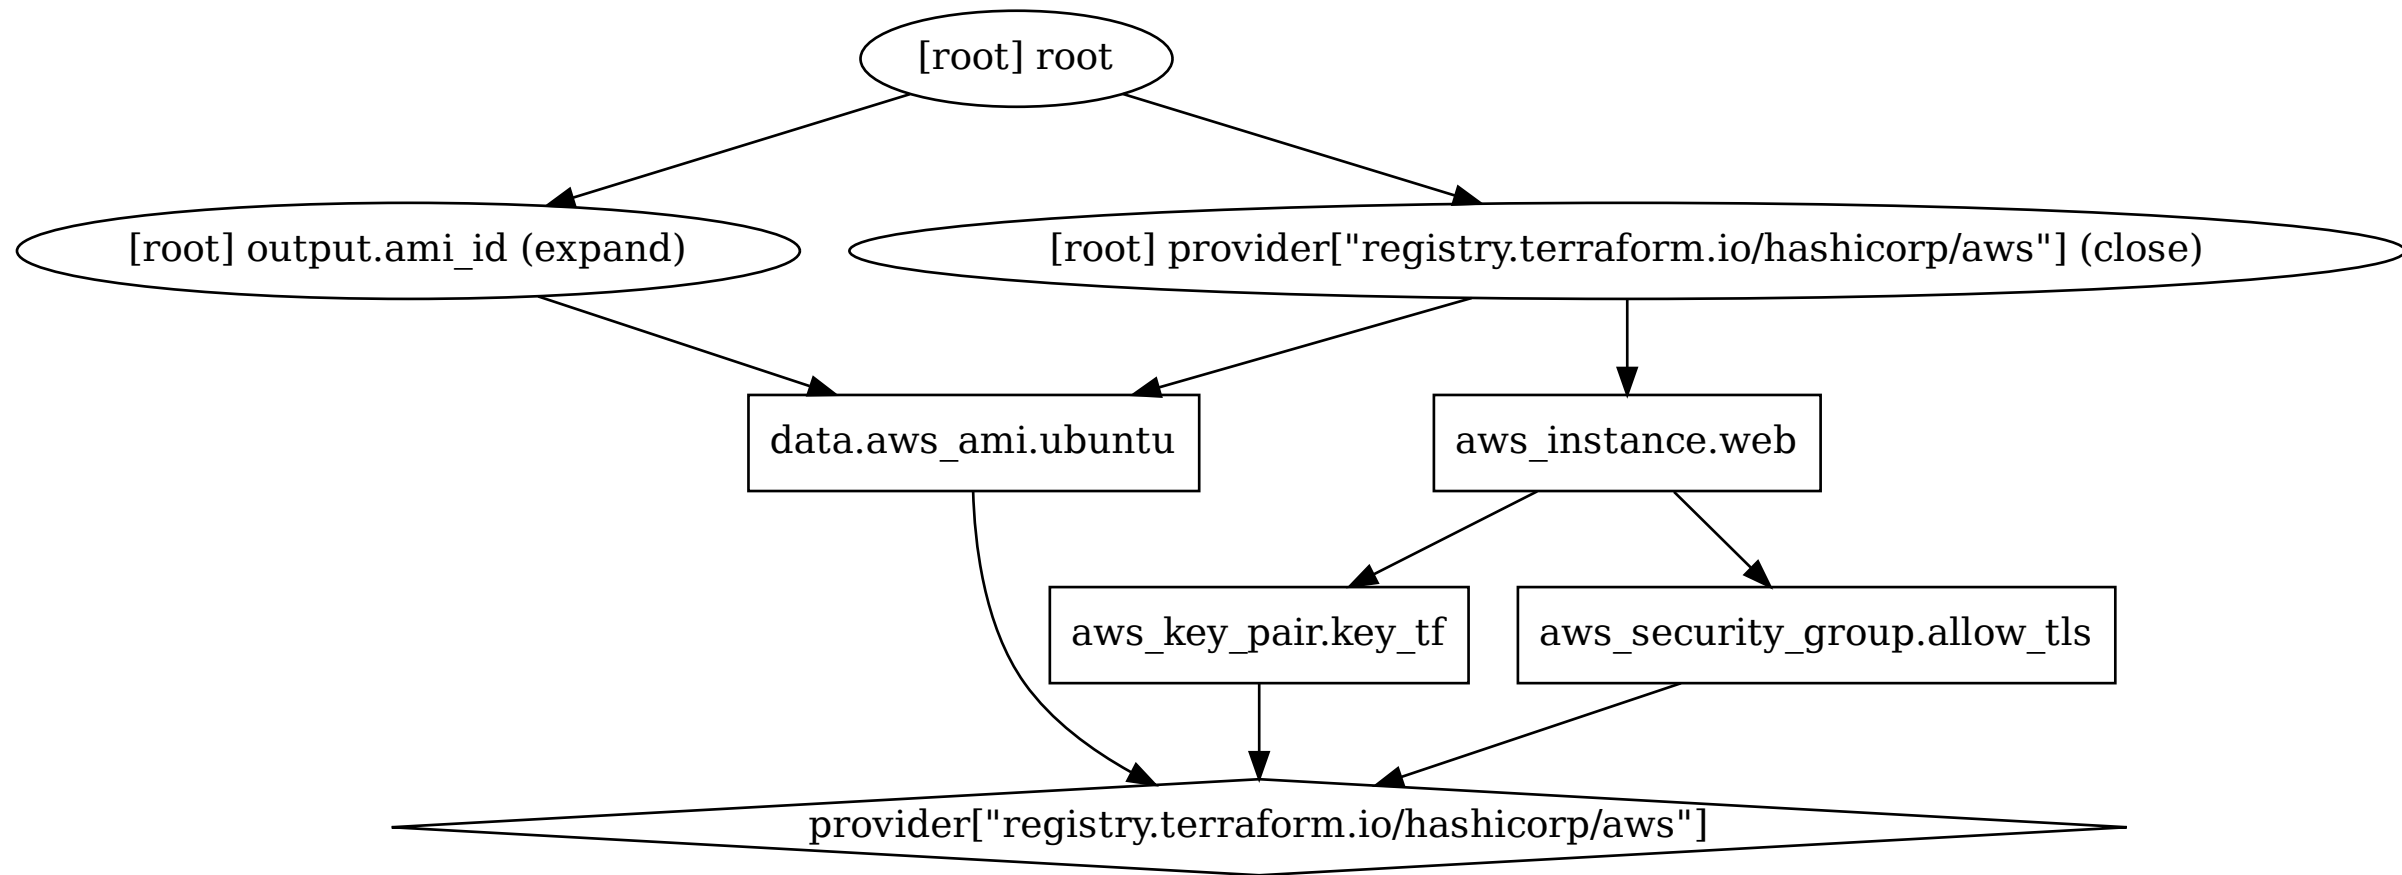 [root] root
[root] output.ami_id (expand)
[root] provider["registry.terraform.io/hashicorp/aws"] (close)
data.aws_ami.ubuntu
aws_instance.web
aws_key_pair.key_tf
aws_security_group.allow_tls
provider["registry.terraform.io/hashicorp/aws"]